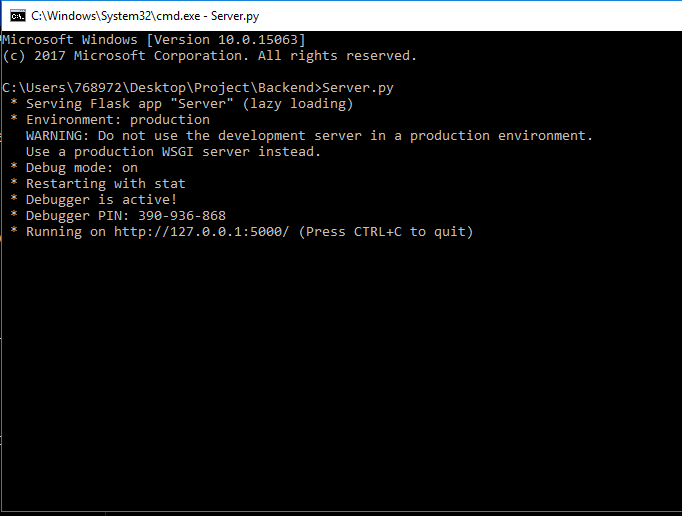 C:\Windows\System32\cmd.exe - Server.py
Microsoft Windows [Version 10.0.15063]
(c) 2017 Microsoft Corporation. All rights reserved.
C:\Users\768972\Desktop\Project\Backend>Server.py
* Serving Flask app "Server" (lazy loading)
* Environment: production
WARNING: Do not use the development server in a production environment.
Use a production WSGI server instead.
* Debug mode: on
* Restarting with stat
* Debugger is active!
* Debugger PIN: 390-936-868
* Running on http://127.0.0.1:5000/ (Press CTRL+C to quit)